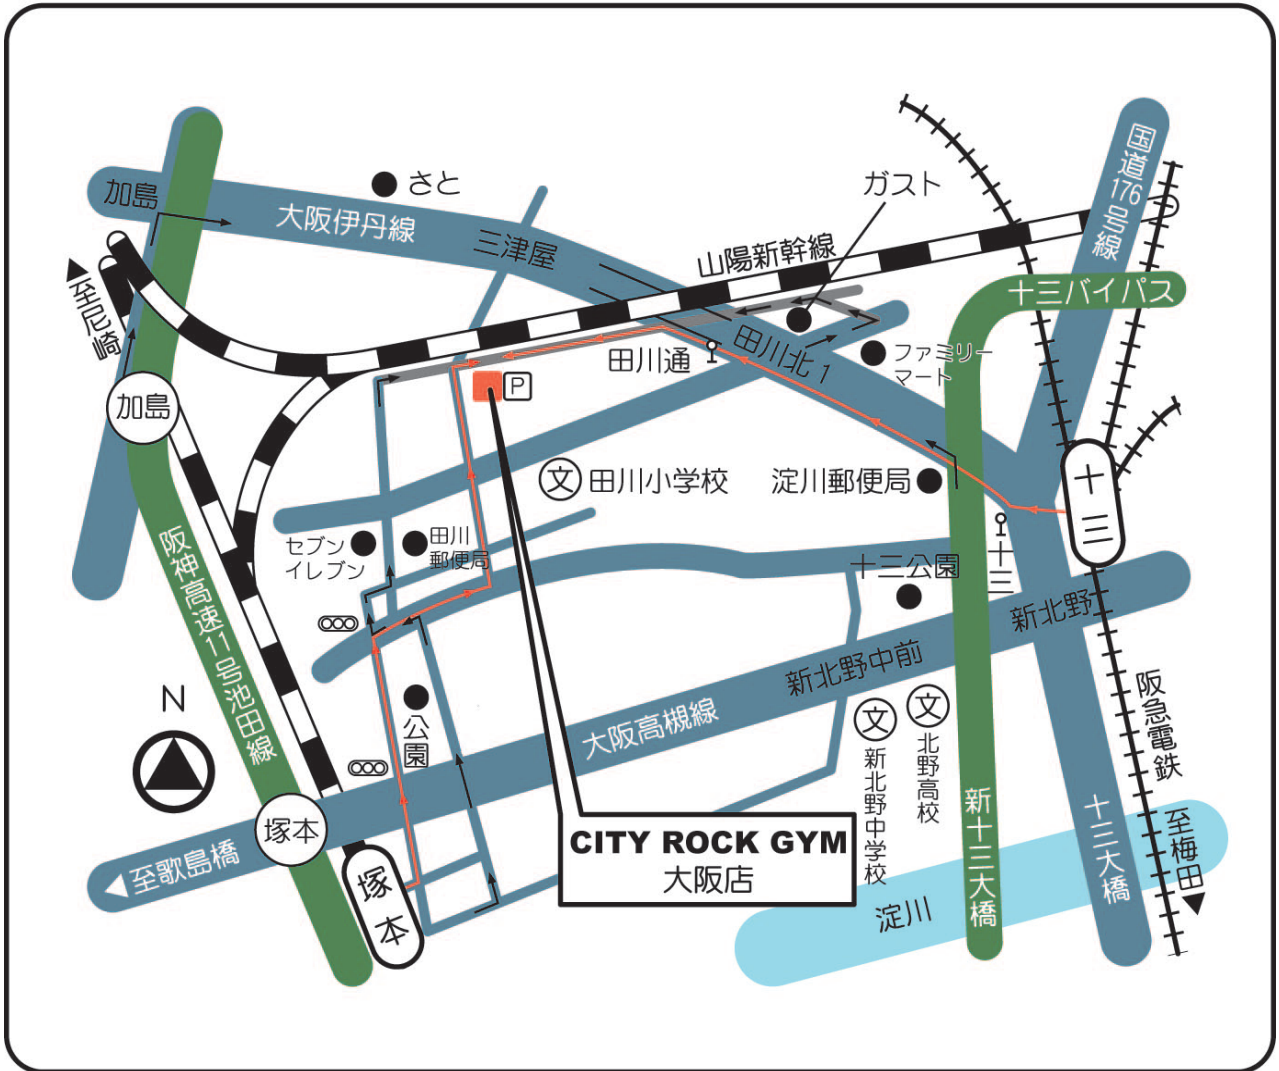 国道176号線
加島
さと
ガスト
大阪伊丹線
三津屋
山陽新幹線
至尼崎
十三バイパス
田川通
田川北1
ファミリー
マート
P
加島
文
田川小学校
淀川郵便局
十三
セブン
イレブン
田川
郵便局
十三
十三公園
阪神高速11号池田線
新北野
新北野中前
N
公園
大阪高槻線
文
新北野中学校
文
北野高校
阪急電鉄
塚本
至歌島橋
CITY ROCK GYM
大阪店
新十三大橋
十三大橋
至梅田
塚本
淀川